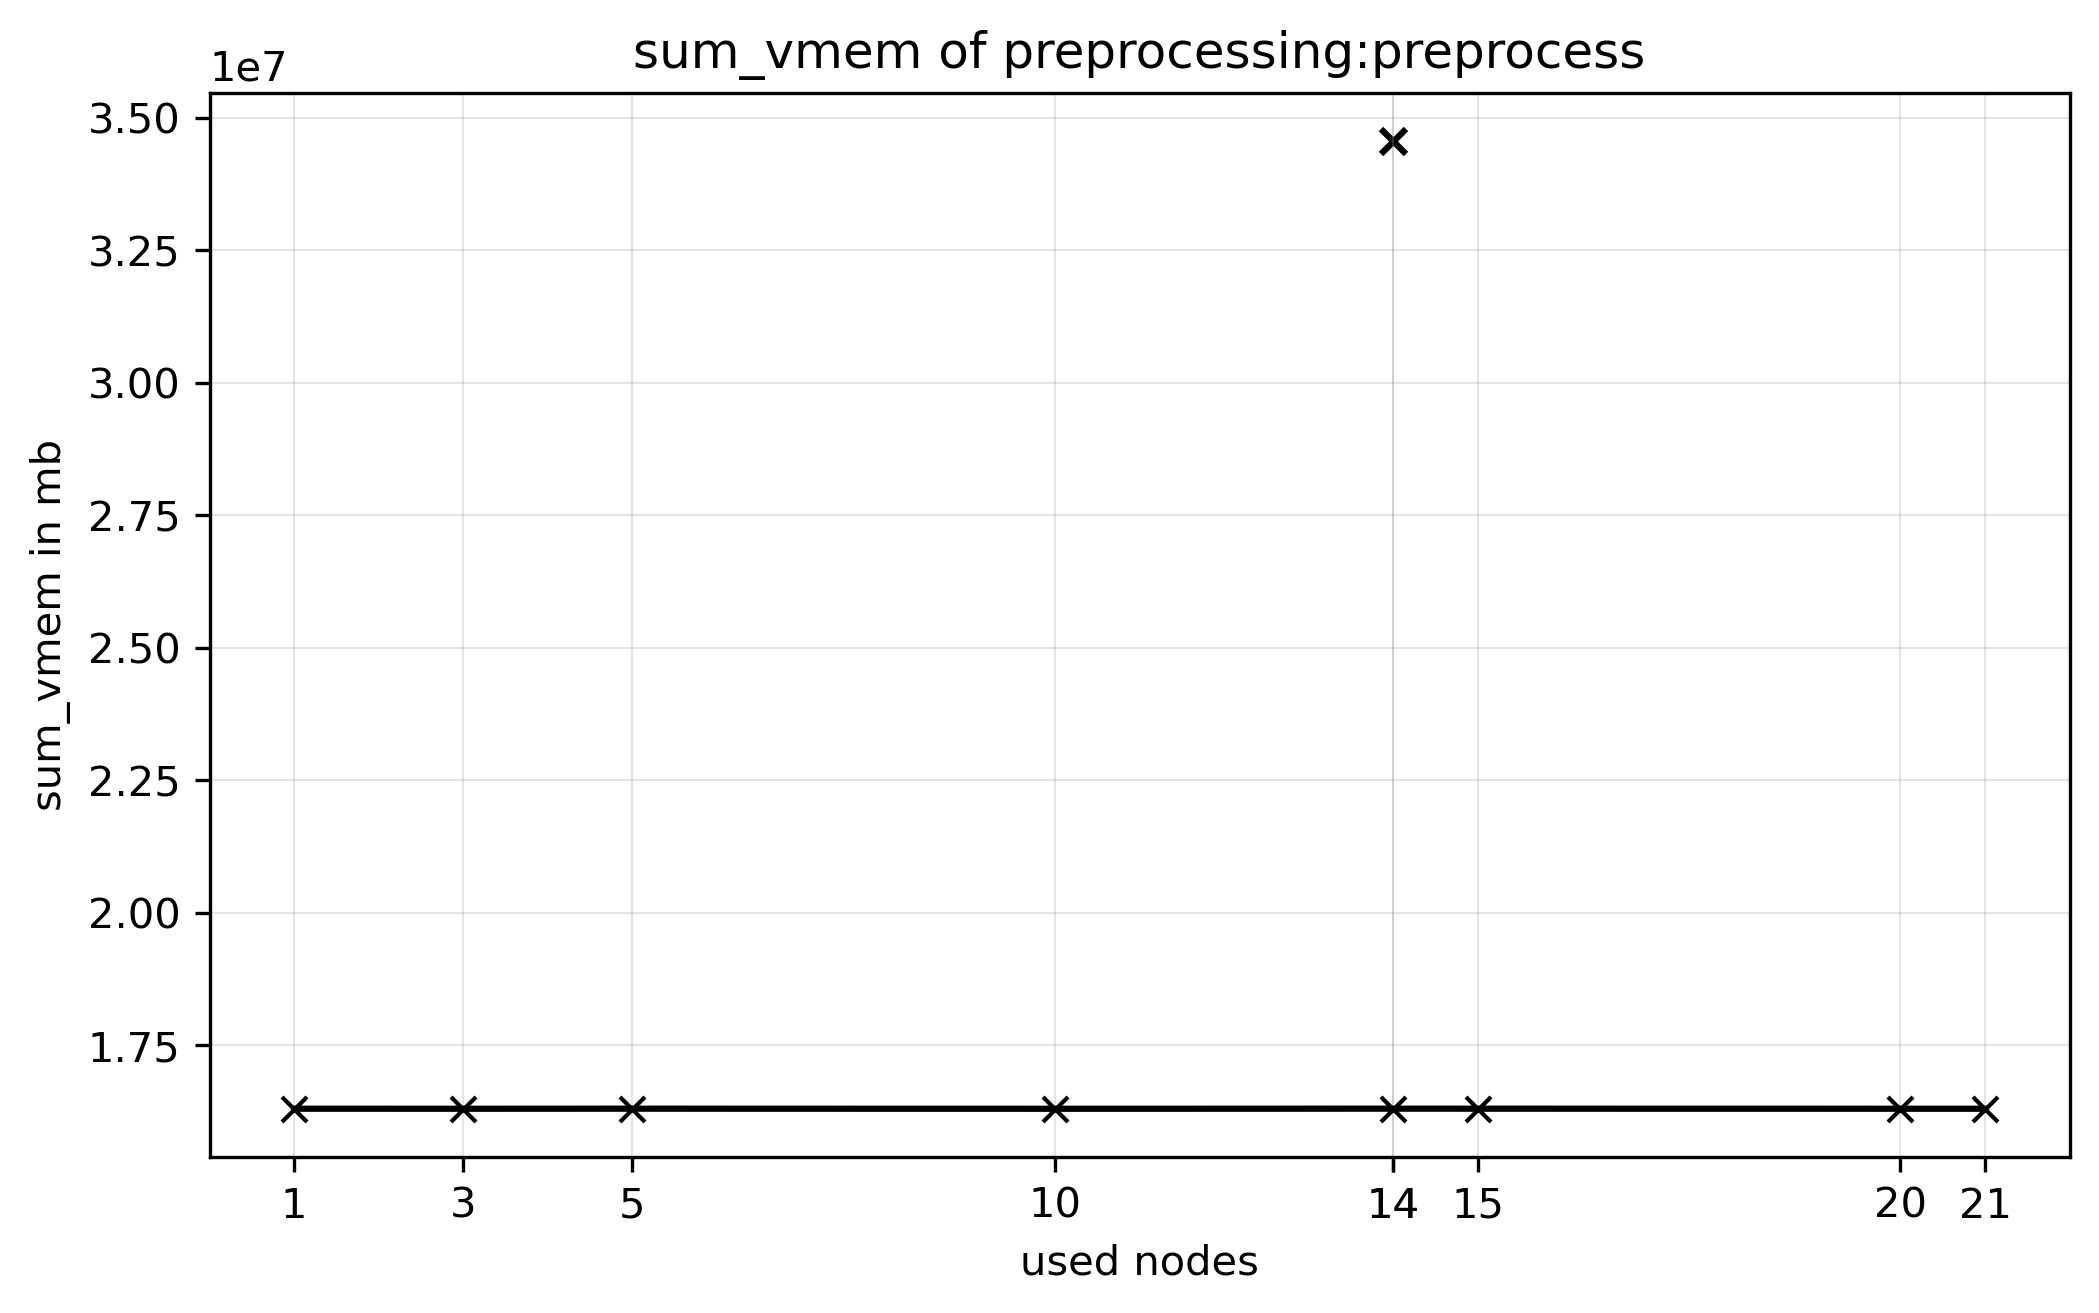 sum_vmem of preprocessing:preprocess
1e7
3.50
3.25
3.00
2.75
2.50
2.25
2.00
1.75
sum_vmem in mb
1 3 5 10 14 15 20 21
used nodes